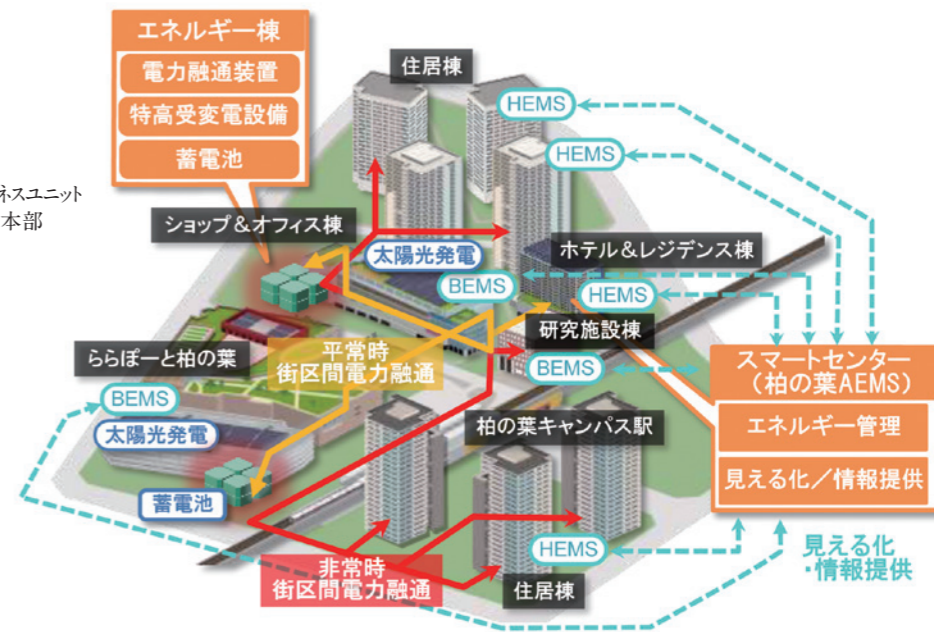 エネルギー棟
電力融通装置
特高受変電設備
蓄電池
ネスユニット
本部
住居棟
HEMS
HEMS
ショップ&オフィス棟
太陽光発電
BEMS
ホテル&レジデンス棟
HEMS
研究施設棟
BEMS
平常時
街区間電力融通
ららぽーと柏の葉
BEMS
太陽光発電
蓄電池
柏の葉キャンパス駅
スマートセンター
(柏の葉AEMS)
エネルギー管理
見える化/情報提供
HEMS
見える化
・情報提供
非常時
街区間電力融通
住居棟